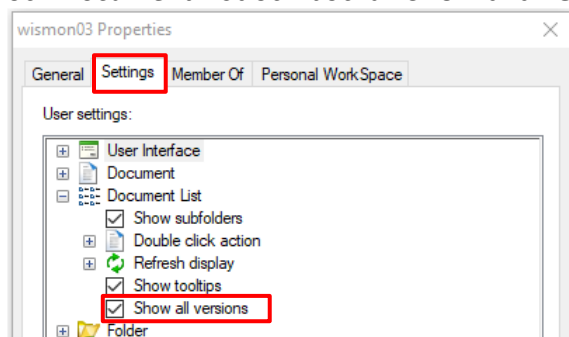 wismon03 Properties
General Settings Member Of Personal WorkSpace
User settings:
User Interface
Document
Document List
Show subfolders
Double click action
Refresh display
Show tooltips
Show all versions
Folder